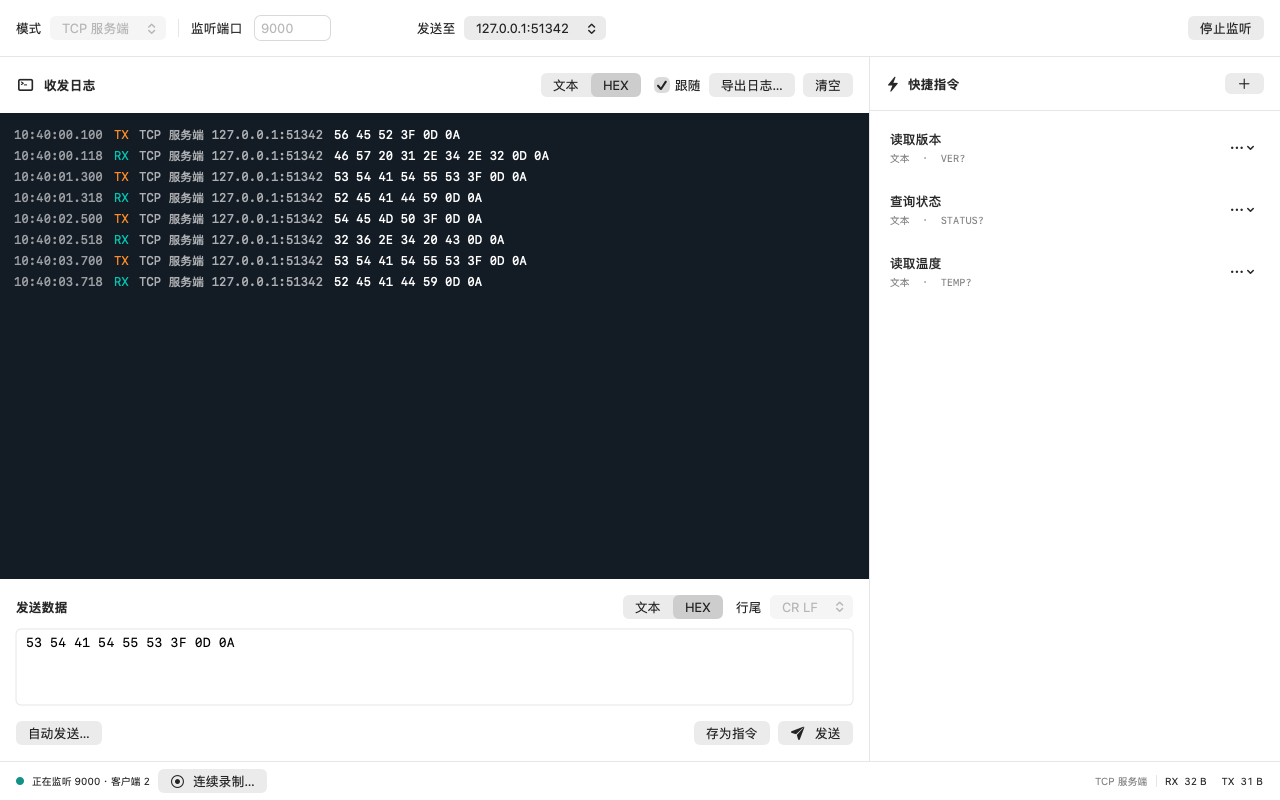 模式 TCP 服务端 监听端口 9000 发送至 127.0.0.1:51342 停止监听
收发日志 文本 HEX 跟随 导出日志... 清空
10:40:00.100 TX TCP 服务端 127.0.0.1:51342 56 45 52 3F 0D 0A
10:40:00.118 RX TCP 服务端 127.0.0.1:51342 46 57 20 31 2E 34 2E 32 0D 0A
10:40:01.300 TX TCP 服务端 127.0.0.1:51342 53 54 41 54 55 53 3F 0D 0A
10:40:01.318 RX TCP 服务端 127.0.0.1:51342 52 45 41 44 59 0D 0A
10:40:02.500 TX TCP 服务端 127.0.0.1:51342 54 45 4D 50 3F 0D 0A
10:40:02.518 RX TCP 服务端 127.0.0.1:51342 32 36 2E 34 20 43 0D 0A
10:40:03.700 TX TCP 服务端 127.0.0.1:51342 53 54 41 54 55 53 3F 0D 0A
10:40:03.718 RX TCP 服务端 127.0.0.1:51342 52 45 41 44 59 0D 0A
发送数据 文本 HEX 行尾 CR LF
53 54 41 54 55 53 3F 0D 0A
自动发送... 存为指令 发送
快捷指令
读取版本
文本 · VER?
查询状态
文本 · STATUS?
读取温度
文本 · TEMP?
正在监听 9000 · 客户端 2 连续录制... TCP 服务端 RX 32 B TX 31 B